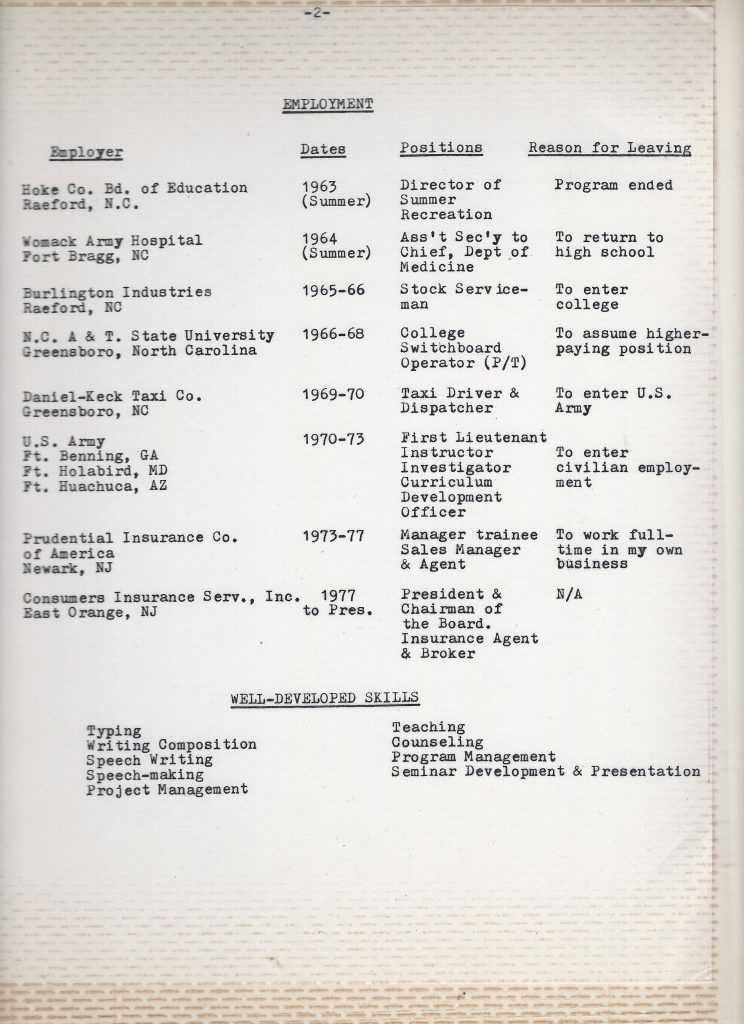 -2-
EMPLOYMENT
Employer Dates Positions Reason for Leaving
Hoke Co. Bd. of Education 1963 Director of Program ended
Raeford, N.C. (Summer) Summer
Recreation
Womack Army Hospital 1964 Ass't Sec'y to To return to
Fort Bragg, NC (Summer) Chief, Dept of high school
Medicine
Burlington Industries 1965-66 Stock Service- To enter
Raeford, NC man college
N.C. A & T. State University 1966-68 College To assume higher-
Greensboro, North Carolina Switchboard paying position
Operator (P/T)
Daniel-Keck Taxi Co. 1969-70 Taxi Driver & To enter U.S.
Greensboro, NC Dispatcher Army
U.S. Army 1970-73 First Lieutenant
Ft. Benning, GA Instructor To enter
Ft. Holabird, MD Investigator civilian employ-
Ft. Huachuca, AZ Curriculum ment
Development
Officer
Prudential Insurance Co. 1973-77 Manager trainee To work full-
of America Sales Manager time in my own
Newark, NJ & Agent business
Consumers Insurance Serv., Inc. 1977 President & N/A
East Orange, NJ to Pres. Chairman of
the Board.
Insurance Agent
& Broker
WELL-DEVELOPED SKILLS
Typing Teaching
Writing Composition Counseling
Speech Writing Program Management
Speech-making Seminar Development & Presentation
Project Management